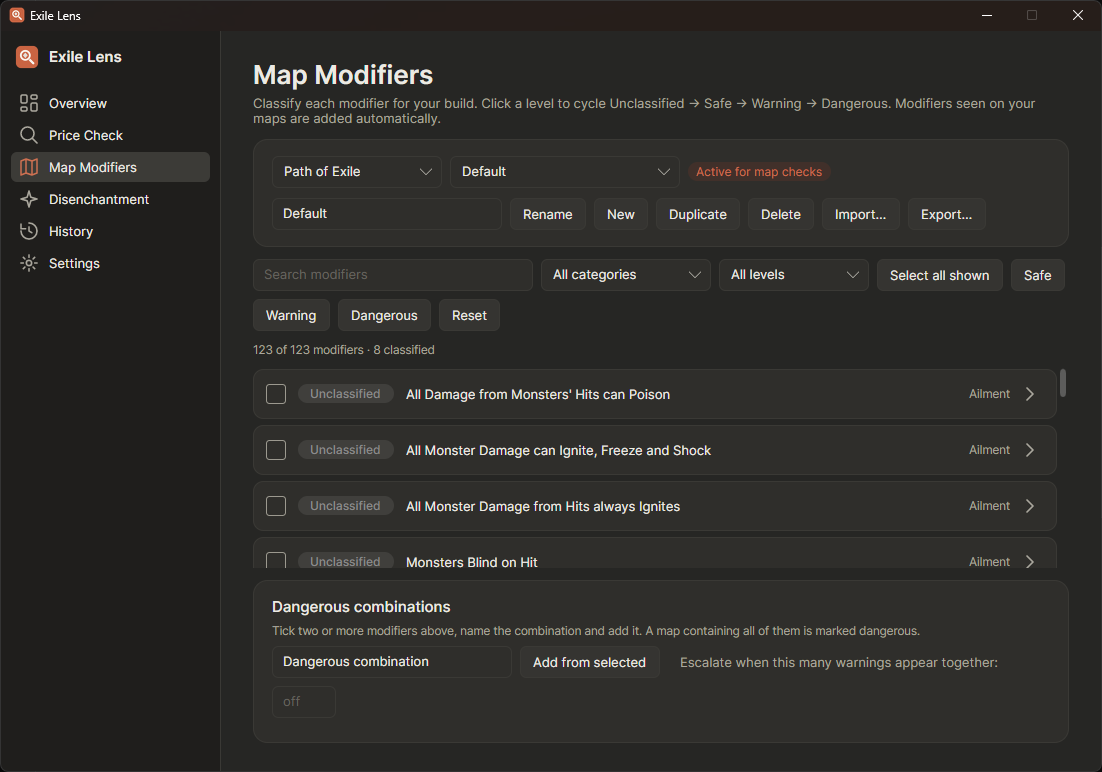 Exile Lens
Exile Lens
Overview
Price Check
Map Modifiers
Disenchantment
History
Settings
Map Modifiers
Classify each modifier for your build. Click a level to cycle Unclassified → Safe → Warning → Dangerous. Modifiers seen on your
maps are added automatically.
Path of Exile
Default
Active for map checks
Default
Rename
New
Duplicate
Delete
Import...
Export...
Search modifiers
All categories
All levels
Select all shown
Safe
Warning
Dangerous
Reset
123 of 123 modifiers · 8 classified
Unclassified All Damage from Monsters' Hits can Poison Ailment
Unclassified All Monster Damage can Ignite, Freeze and Shock Ailment
Unclassified All Monster Damage from Hits always Ignites Ailment
Unclassified Monsters Blind on Hit Ailment
Dangerous combinations
Tick two or more modifiers above, name the combination and add it. A map containing all of them is marked dangerous.
Dangerous combination
Add from selected
Escalate when this many warnings appear together:
off